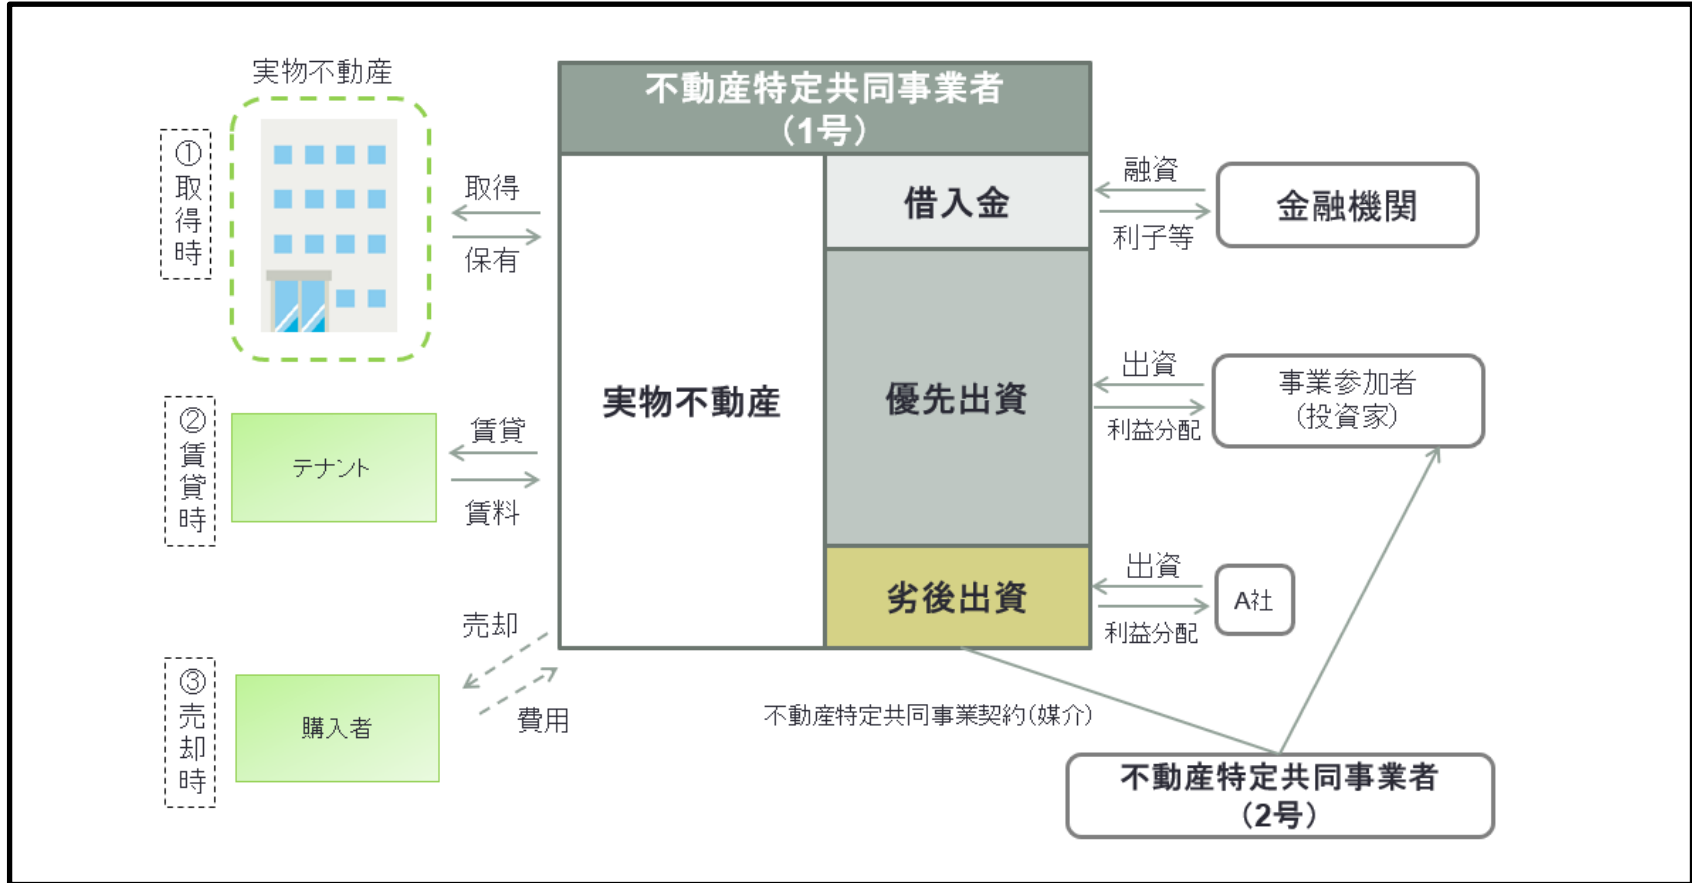 実物不動産
①取得時
取得
保有
②賃貸時
テナント
賃貸
賃料
③売却時
購入者
売却
費用
不動産特定共同事業者
（1号）
実物不動産
借入金
優先出資
劣後出資
融資
利子等
金融機関
出資
利益分配
事業参加者
(投資家)
出資
利益分配
A社
不動産特定共同事業契約(媒介)
不動産特定共同事業者
（2号）